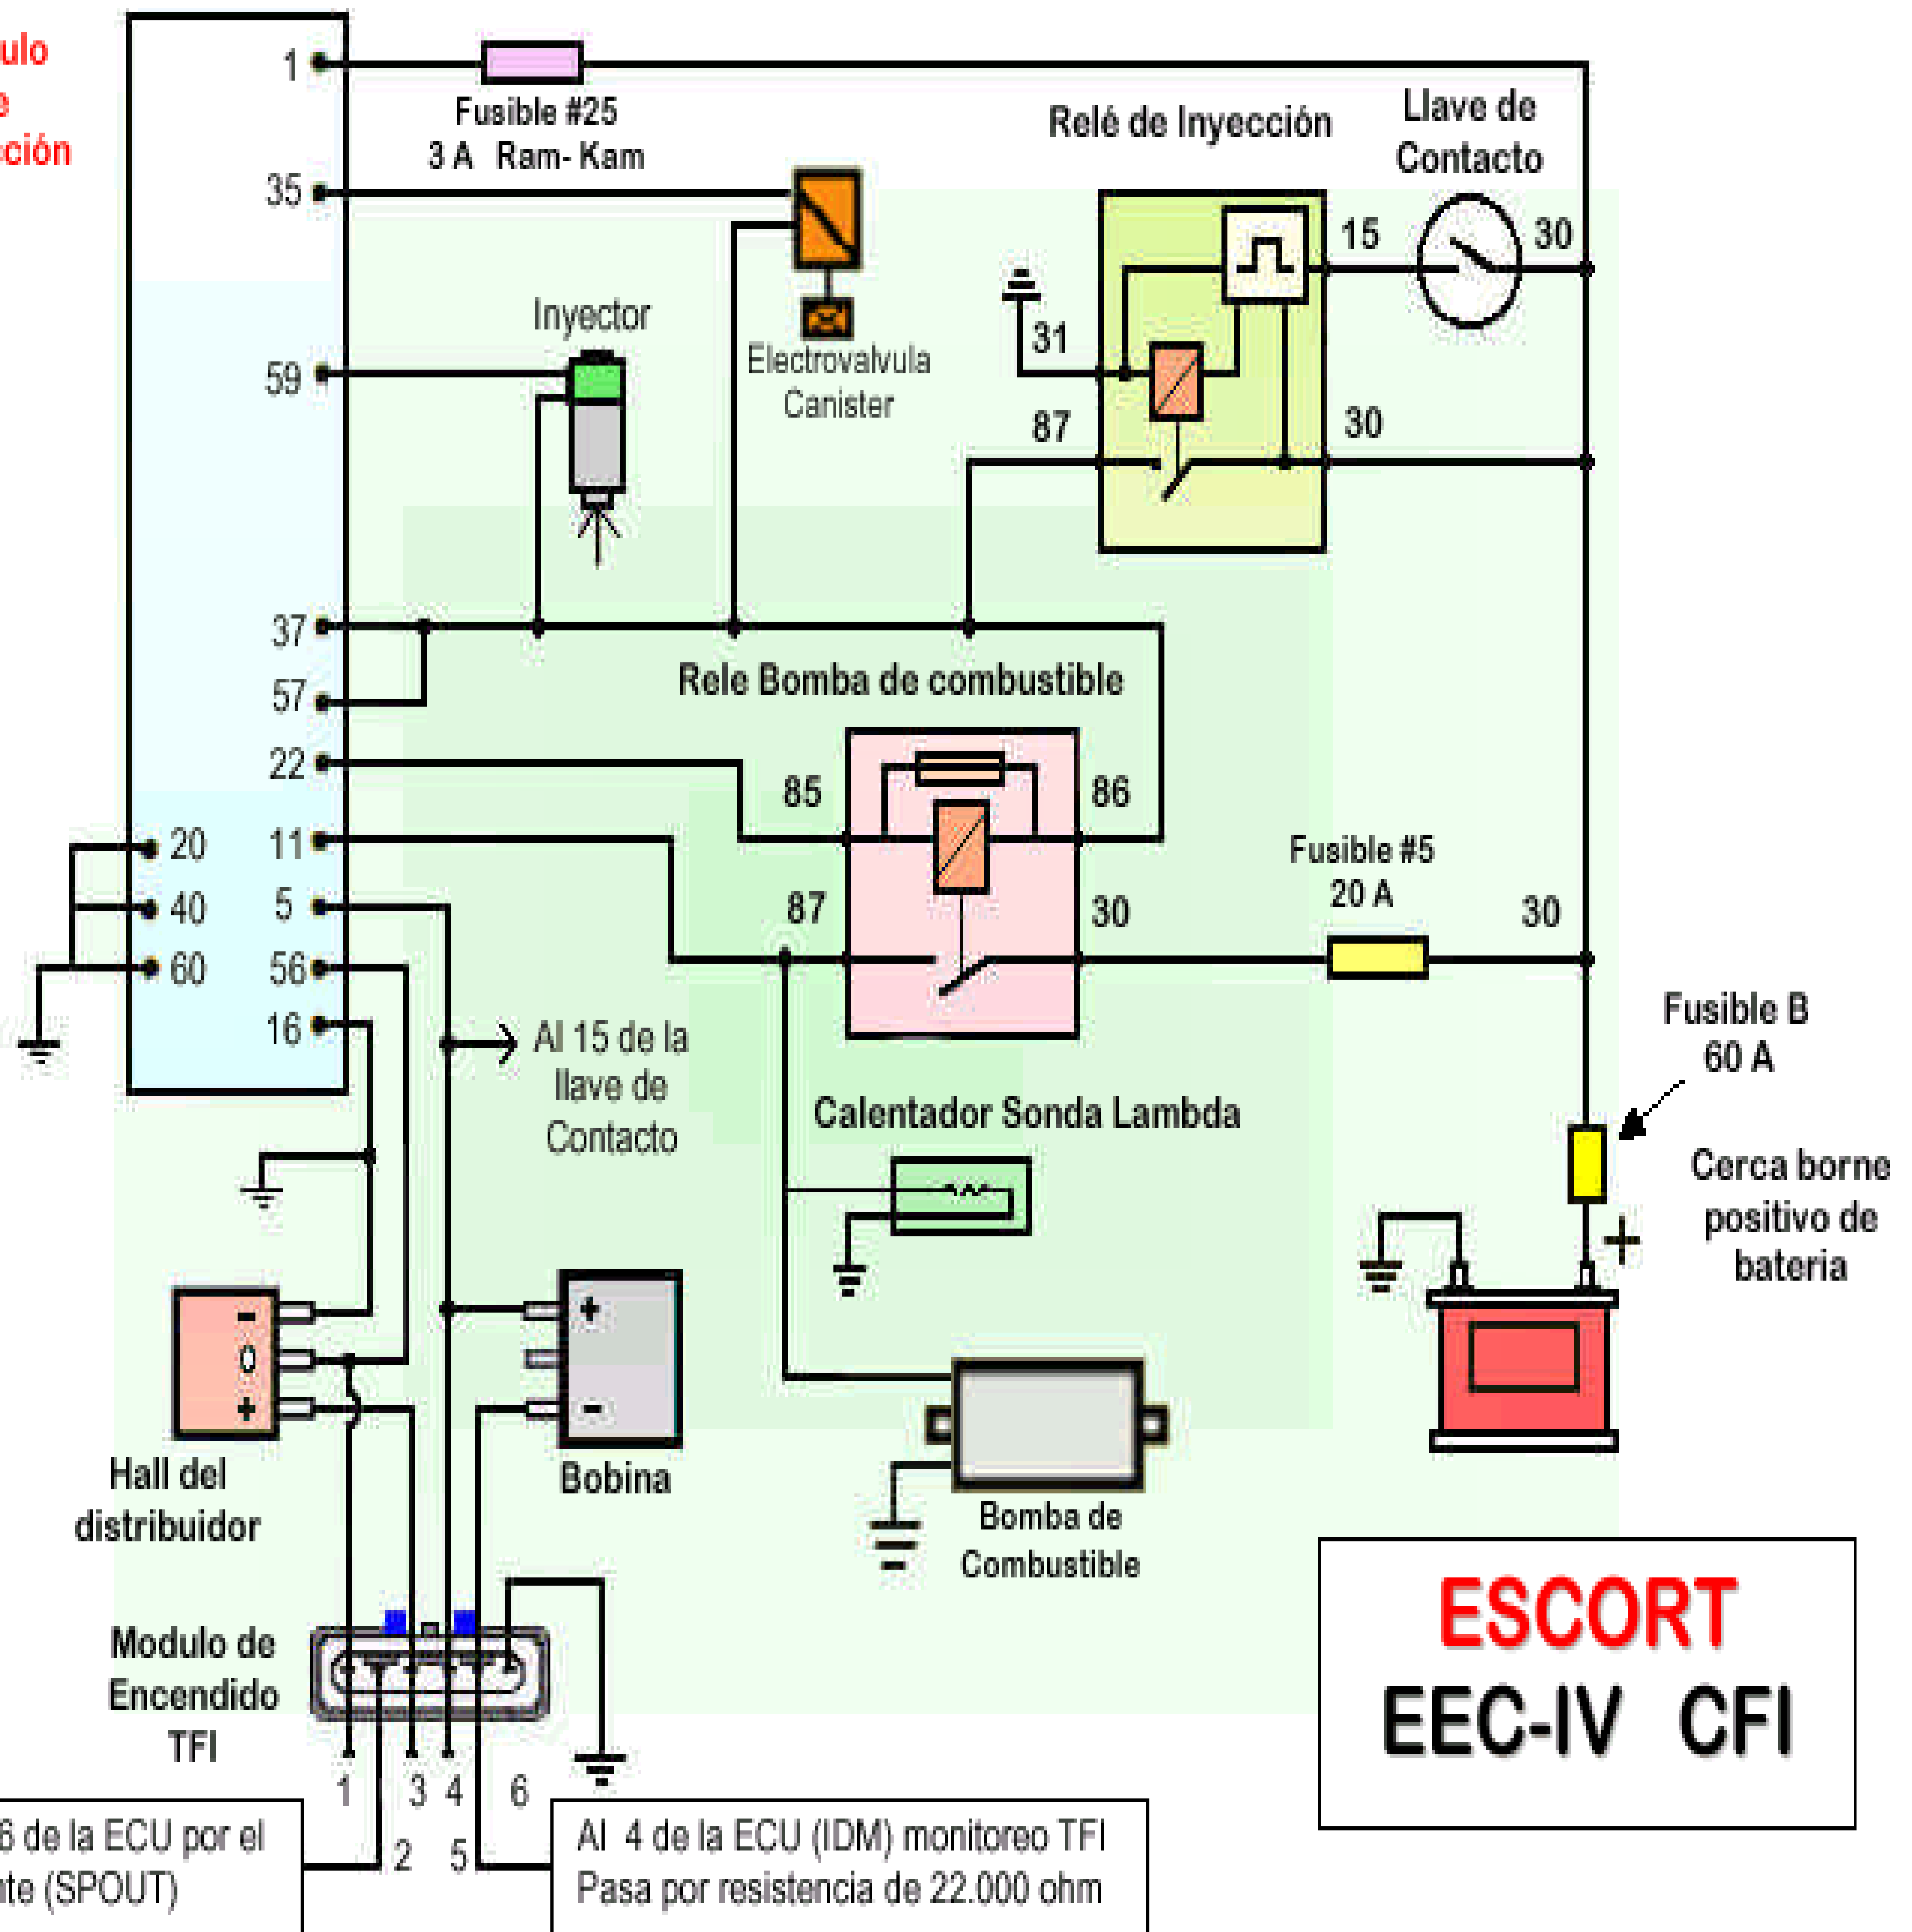 ulo
e
cción
1
Fusible #25
3 A Ram- Kam
Relé de Inyección
Llave de
Contacto
35
15
30
Inyector
31
59
Electrovalvula
Canister
87
30
37
57
Rele Bomba de combustible
22
85
86
20
11
Fusible #5
20 A
40
5
87
30
30
60
56
16
Al 15 de la
llave de
Contacto
Fusible B
60 A
Calentador Sonda Lambda
Cerca borne
positivo de
bateria
+
-
0
+
+
-
Hall del
distribuidor
Bobina
Bomba de
Combustible
Modulo de
Encendido
TFI
ESCORT
EEC-IV CFI
1
3
4
6
2
5
6 de la ECU por el
nte (SPOUT)
Al 4 de la ECU (IDM) monitoreo TFI
Pasa por resistencia de 22.000 ohm